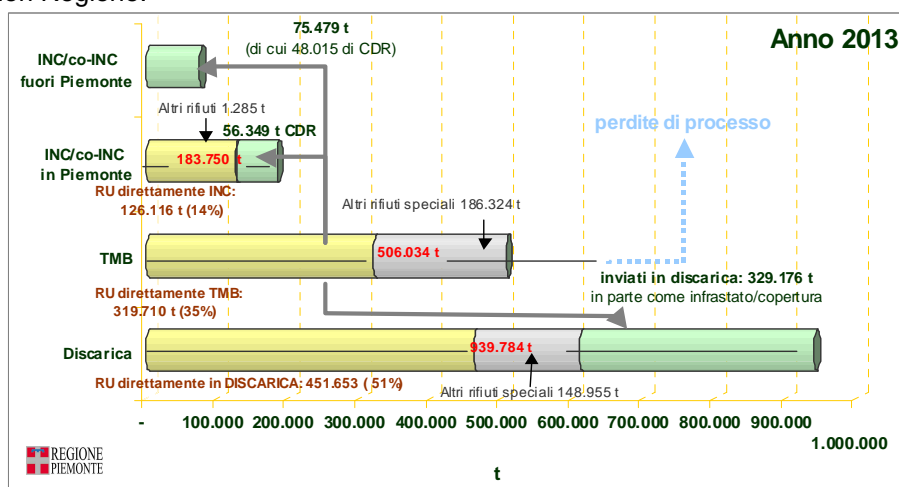 fuori Regione.
75.479 t
(di cui 48.015 di CDR)
Anno 2013
INC/co-INC
fuori Piemonte
Altri rifiuti 1.285 t
56.349 t CDR
perdite di processo
INC/co-INC
in Piemonte
183.750 t
RU direttamente INC:
126.116 t (14%)
Altri rifiuti speciali 186.324 t
TMB
506.034 t
inviati in discarica: 329.176 t
in parte come infrastato/copertura
RU direttamente TMB:
319.710 t (35%)
Discarica
939.784 t
RU direttamente in DISCARICA: 451.653 ( 51%)
Altri rifiuti speciali 148.955 t
- 100.000 200.000 300.000 400.000 500.000 600.000 700.000 800.000 900.000
1.000.000
REGIONE
PIEMONTE
t